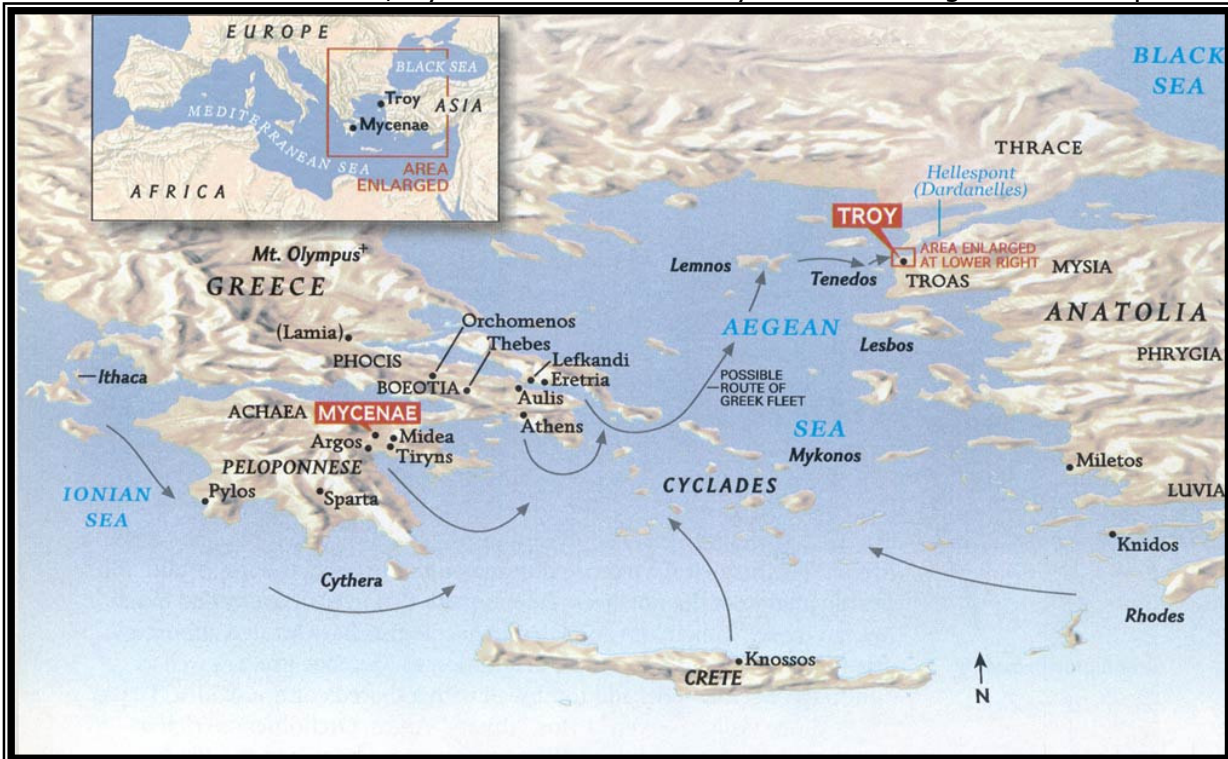 EUROPE
BLACK SEA
Troy
ASIA
Mycenae
MEDITERRANEAN SEA
AREA
ENLARGED
AFRICA
BLACK
SEA
THRACE
Hellespont
(Dardanelles)
TROY
AREA ENLARGED
AT LOWER RIGHT
Mt. Olympus
GREECE
Lemnos
Tenedos
TROAS
MYSIA
ANATOLIA
(Lamia)
Orchomenos
Thebes
AEGEAN
Lesbos
PHRYGIA
PHOCIS
Lefkandi
Ithaca
BOEOTIA
Eretria
Aulis
POSSIBLE
ROUTE OF
GREEK FLEET
ACHAEA
MYCENAE
Athens
Argos
Midea
Tiryns
SEA
Mykonos
PELOPONNESE
Miletos
IONIAN
SEA
Pylos
Sparta
CYCLADES
LUVIA
Knidos
Cythera
Rhodes
Knossos
CRETE
N